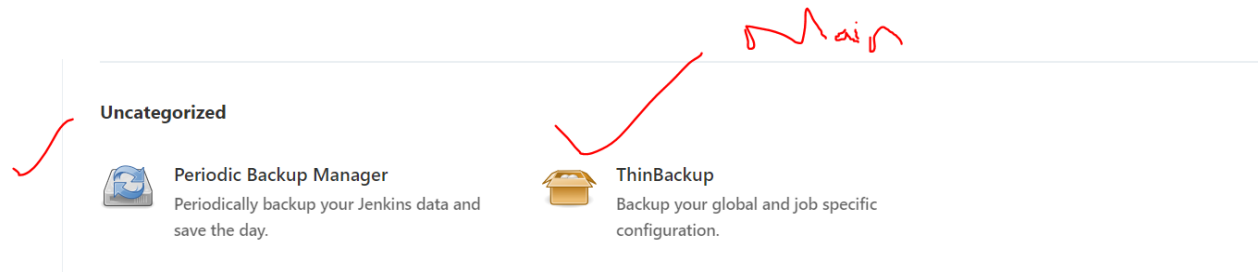 Main
Uncategorized
Periodic Backup Manager
Periodically backup your Jenkins data and
save the day.
ThinBackup
Backup your global and job specific
configuration.